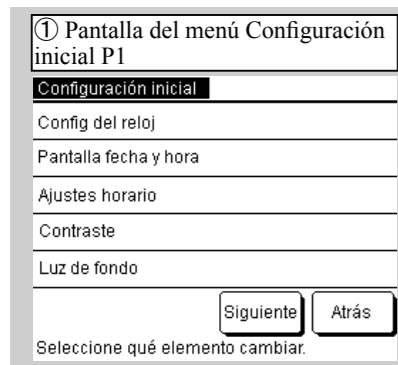 ① Pantalla del menú Configuración
inicial P1
Configuración inicial
Config del reloj
Pantalla fecha y hora
Ajustes horario
Contraste
Luz de fondo
Siguiente Atrás
Seleccione qué elemento cambiar.